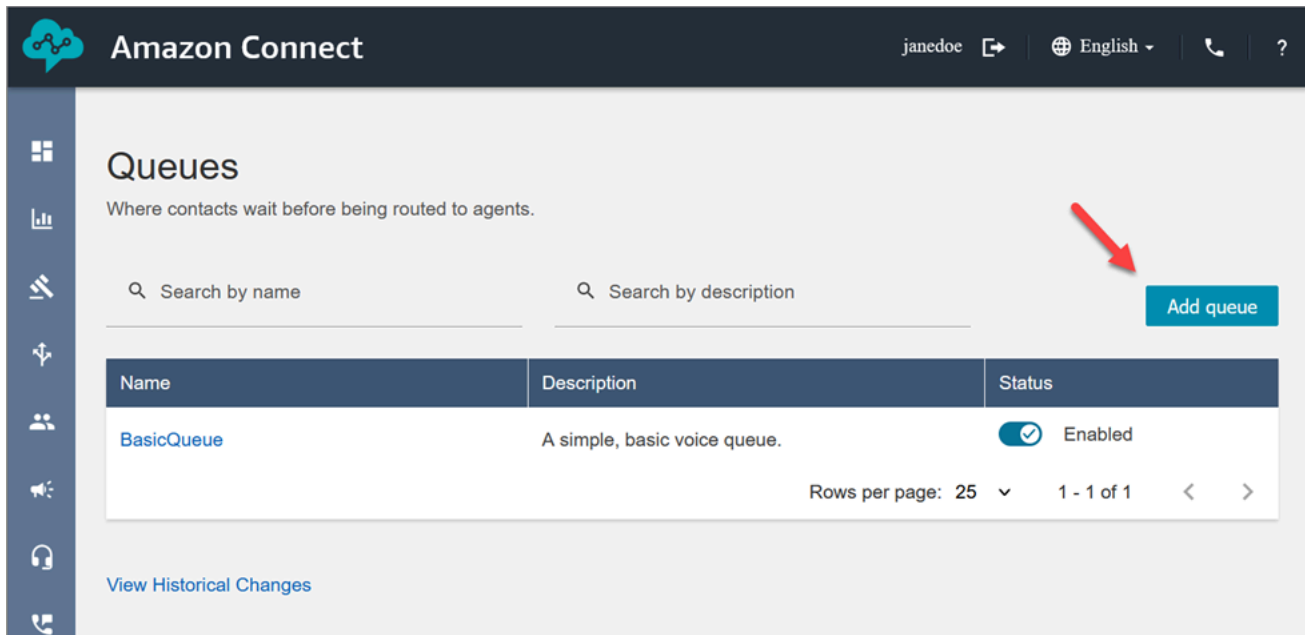 Amazon Connect
janedoe
English
?
Queues
Where contacts wait before being routed to agents.
Search by name
Search by description
Add queue
Name
Description
Status
BasicQueue
A simple, basic voice queue.
Enabled
Rows per page: 25
1 - 1 of 1
View Historical Changes